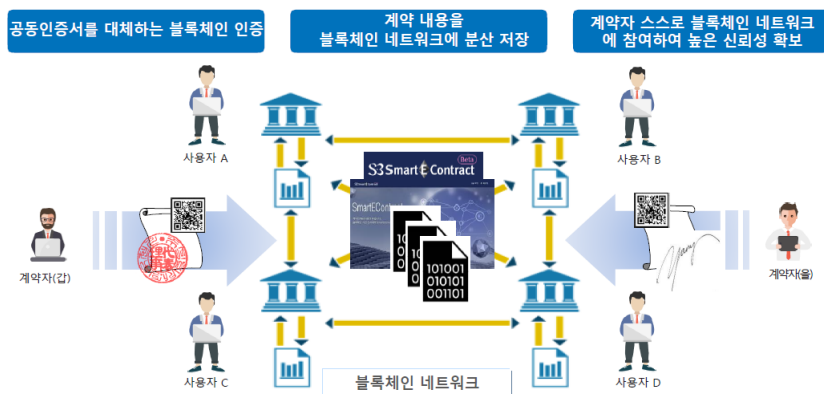 공동인증서를 대체하는 블록체인 인증
계약 내용을
블록체인 네트워크에 분산 저장
계약자 스스로 블록체인 네트워크
에 참여하여 높은 신뢰성 확보
사용자 A
사용자 B
Beta
S3 Smart E Contract
SmartECont
101001
010101
001101
계약자(갑)
계약자(을)
사용자 C
사용자 D
블록체인 네트워크